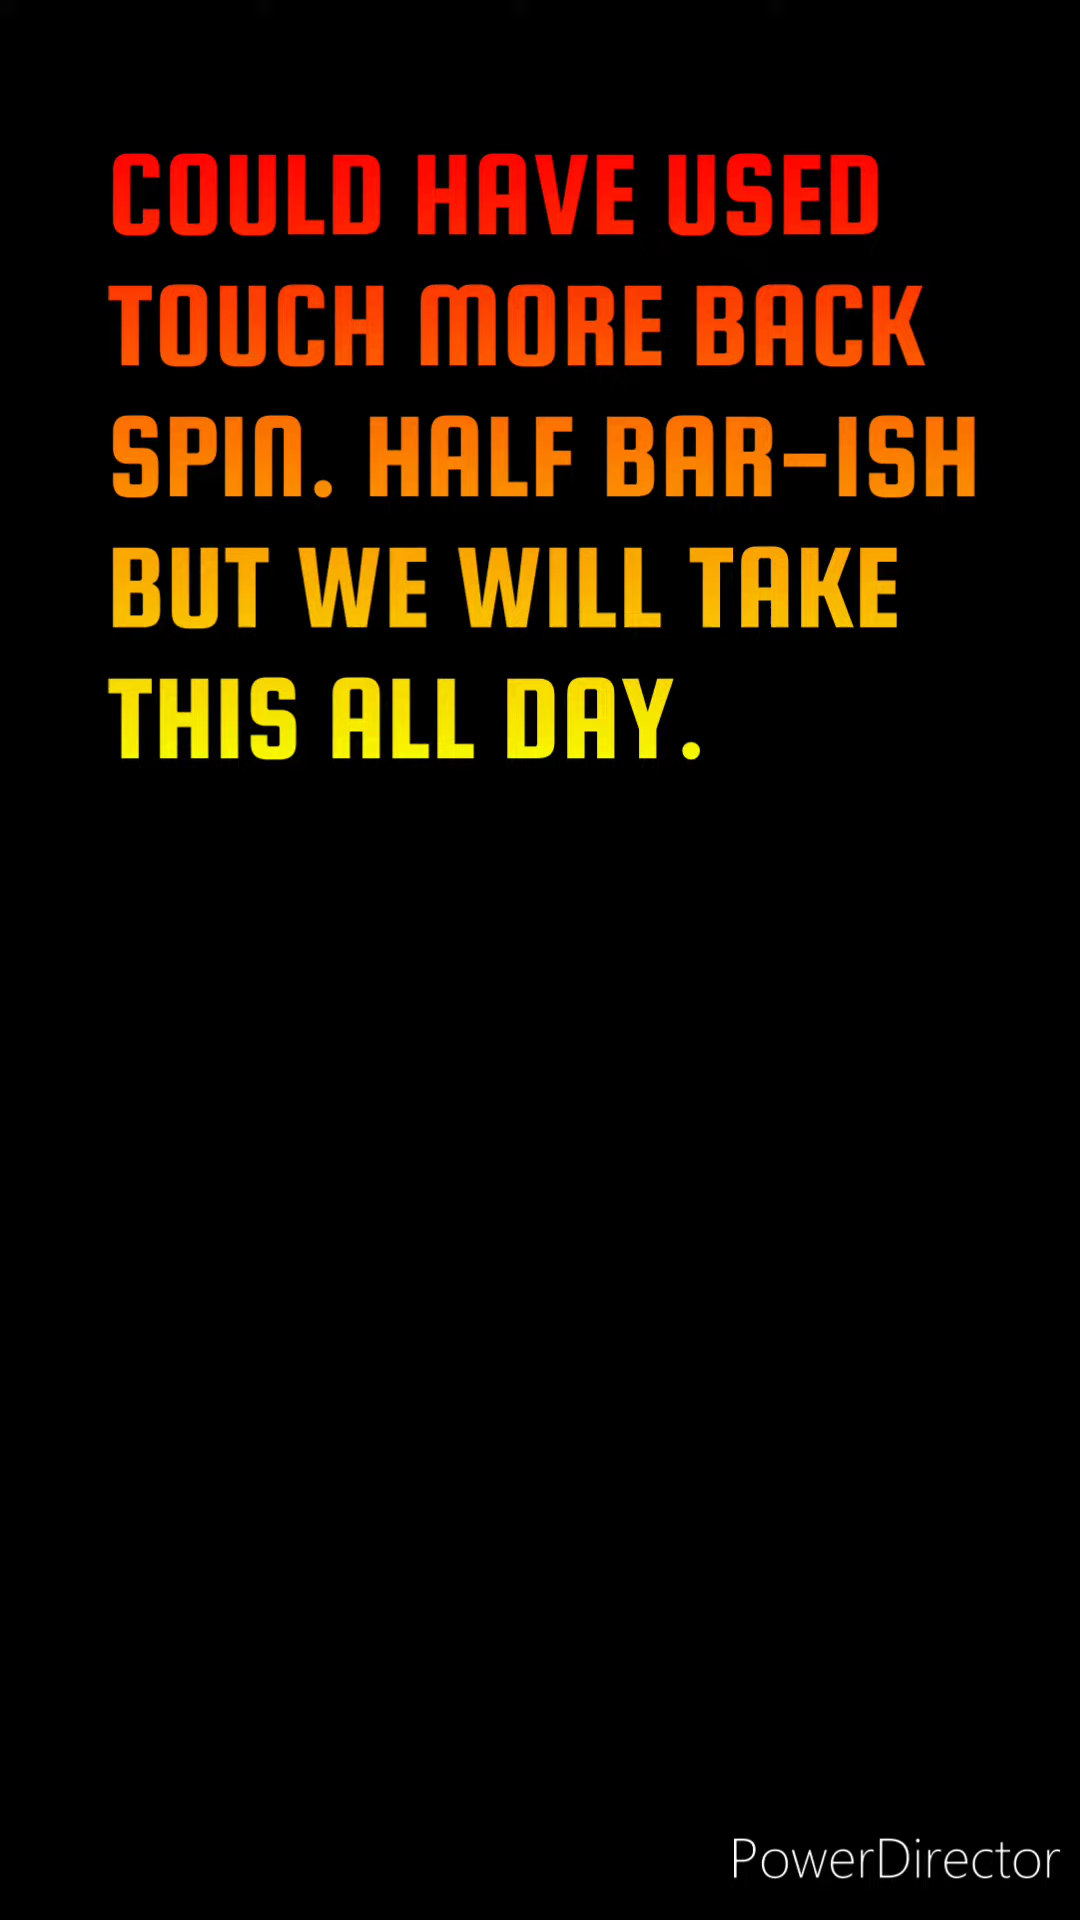 COULD HAVE USED
TOUCH MORE BACK
SPIN. HALF BAR-ISH
BUT WE WILL TAKE
THIS ALL DAY.
PowerDirector